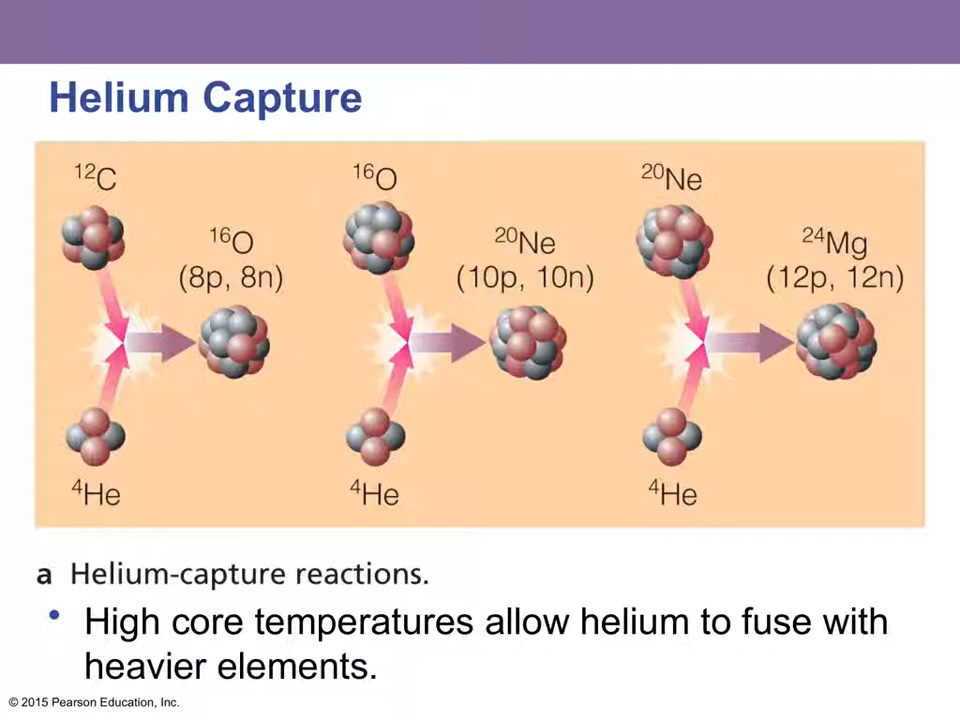 Helium Capture
¹²C ¹⁶O ²⁰Ne
¹⁶O ²⁰Ne ²⁴Mg
(8p, 8n) (10p, 10n) (12p, 12n)
⁴He ⁴He ⁴He
a Helium-capture reactions.
• High core temperatures allow helium to fuse with
heavier elements.
© 2015 Pearson Education, Inc.